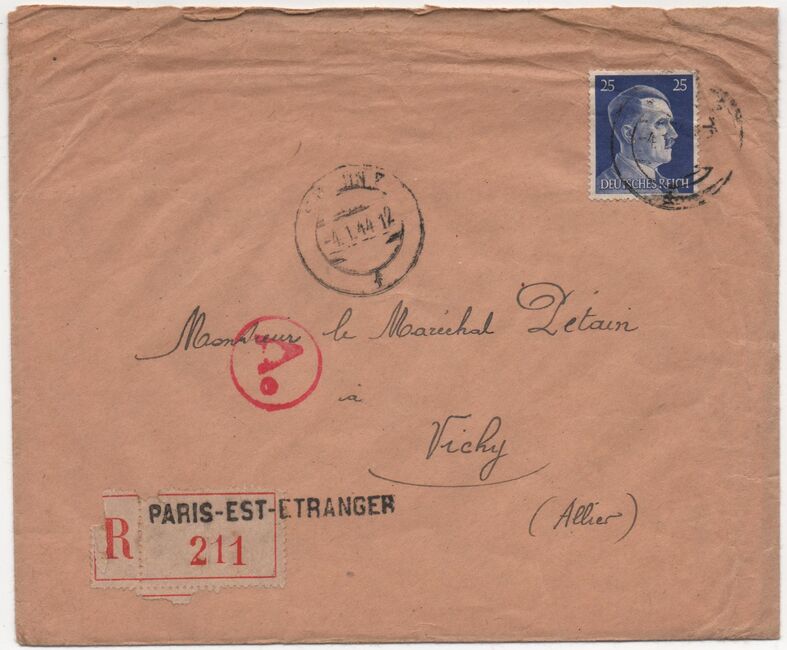 25 25
DEUTSCHES REICH
-4.1.44.12
Monsieur le Maréchal Pétain
à
Vichy
(Allier)
R PARIS-EST-ETRANGER
211